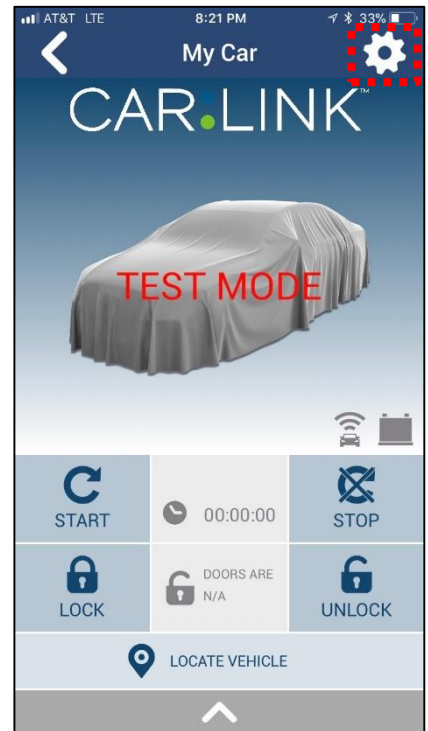 AT&T LTE 8:21 PM 33%
My Car
CAR LINK™
TEST MODE
START
00:00:00
STOP
LOCK
DOORS ARE
N/A
UNLOCK
LOCATE VEHICLE